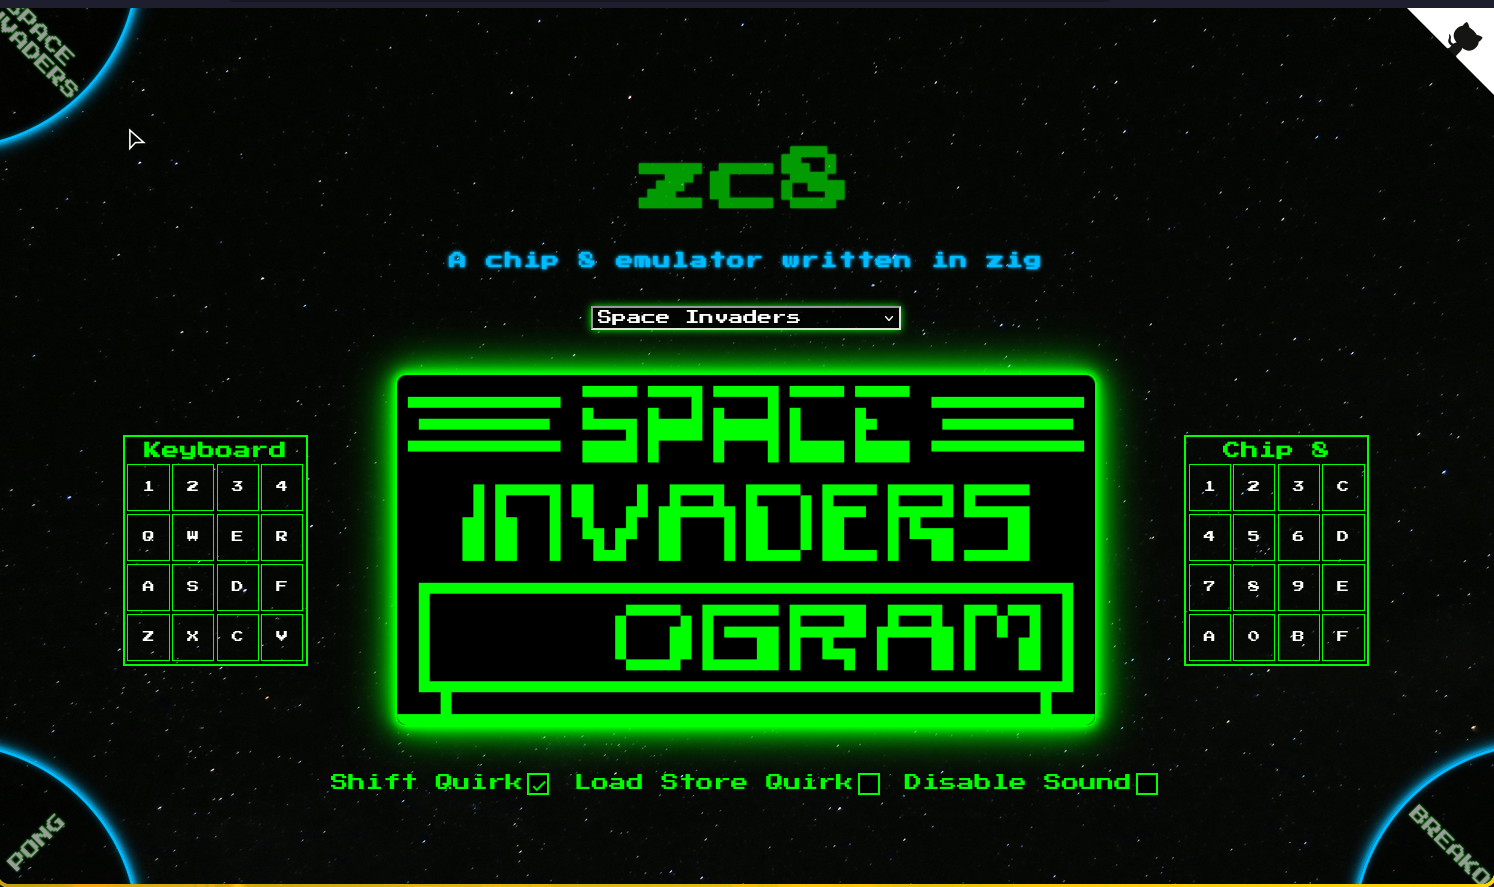 SPACE
INVADERS
zc8
A chip 8 emulator written in zig
Space Invaders
SPACE
INVADERS
OGRAM
Keyboard
1 2 3 4
Q W E R
A S D F
Z X C V
Chip 8
1 2 3 C
4 5 6 D
7 8 9 E
A 0 B F
Shift Quirk Load Store Quirk Disable Sound
PONG
BREAKO